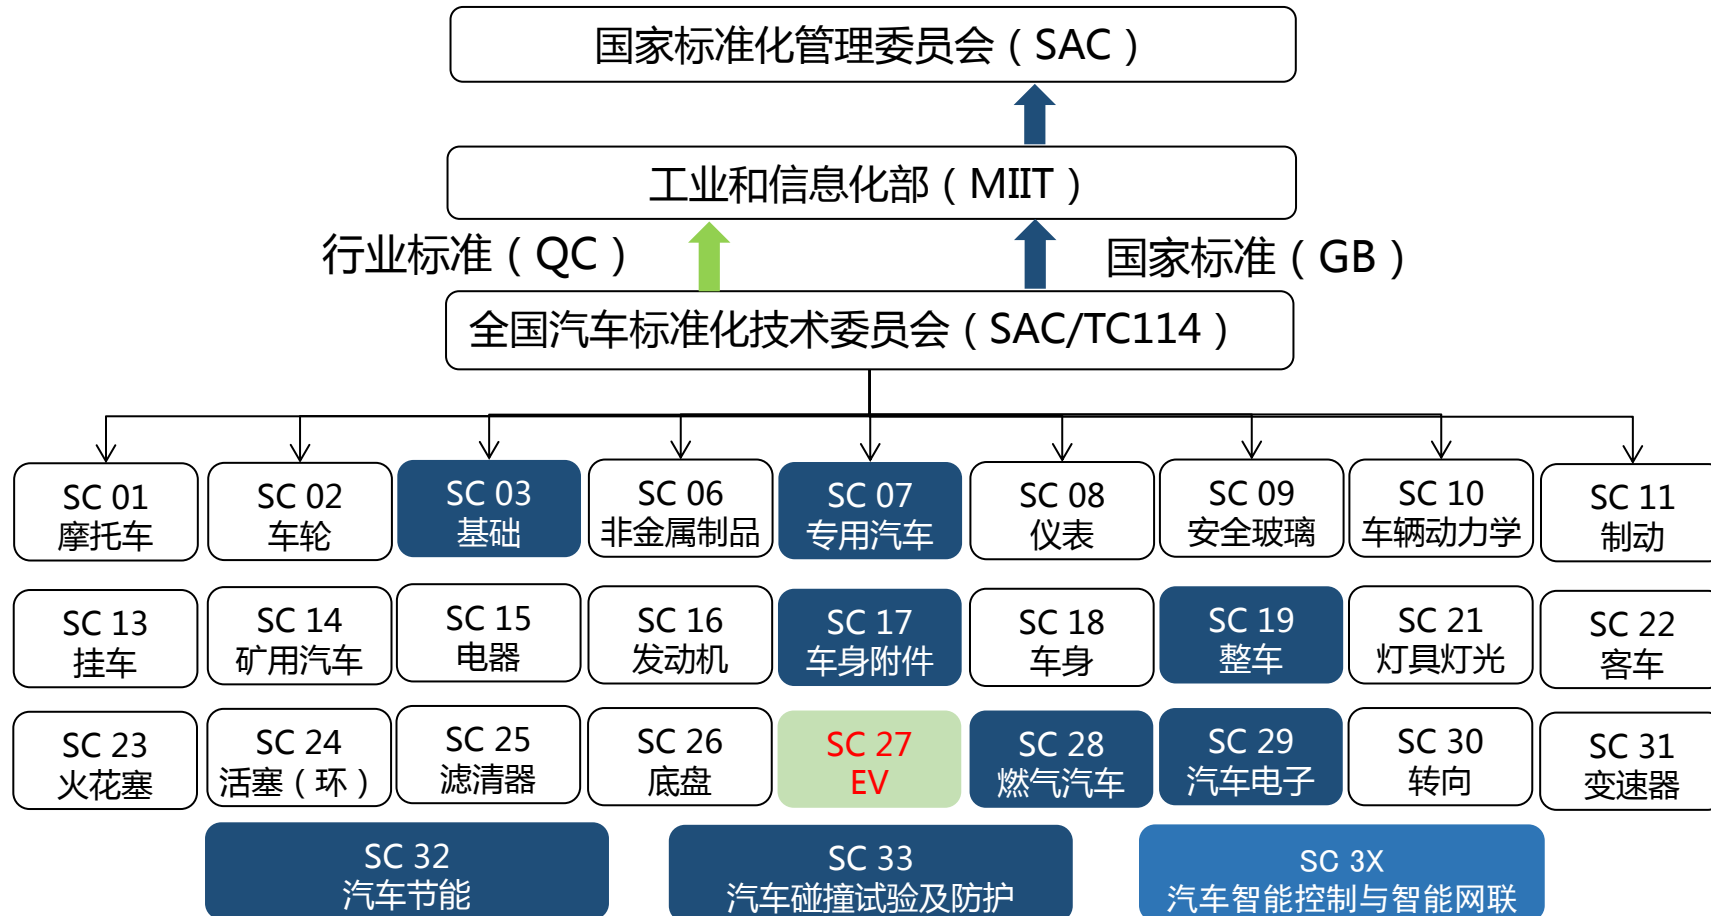 国家标准化管理委员会（SAC）
工业和信息化部（MIIT）
行业标准（QC）
国家标准（GB）
全国汽车标准化技术委员会（SAC/TC114）
SC 01
摩托车
SC 02
车轮
SC 03
基础
SC 06
非金属制品
SC 07
专用汽车
SC 08
仪表
SC 09
安全玻璃
SC 10
车辆动力学
SC 11
制动
SC 13
挂车
SC 14
矿用汽车
SC 15
电器
SC 16
发动机
SC 17
车身附件
SC 18
车身
SC 19
整车
SC 21
灯具灯光
SC 22
客车
SC 23
火花塞
SC 24
活塞（环）
SC 25
滤清器
SC 26
底盘
SC 27
EV
SC 28
燃气汽车
SC 29
汽车电子
SC 30
转向
SC 31
变速器
SC 32
汽车节能
SC 33
汽车碰撞试验及防护
SC 3X
汽车智能控制与智能网联